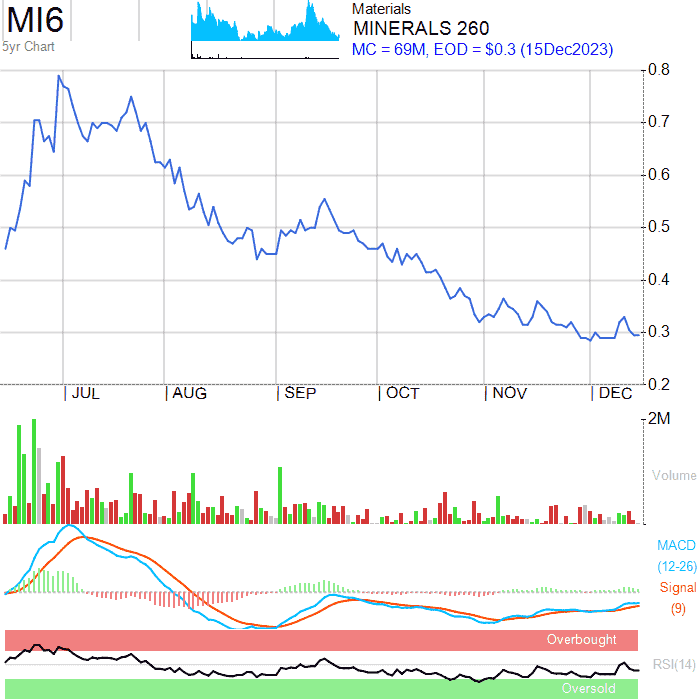 MI6
5yr Chart
Materials
MINERALS 260
MC = 69M, EOD = $0.3 (15Dec2023)
0.8
0.7
0.6
0.5
0.4
0.3
0.2
JUL AUG SEP OCT NOV DEC
2M
Volume
MACD
(12-26)
Signal
(9)
Overbought
RSI(14)
Oversold